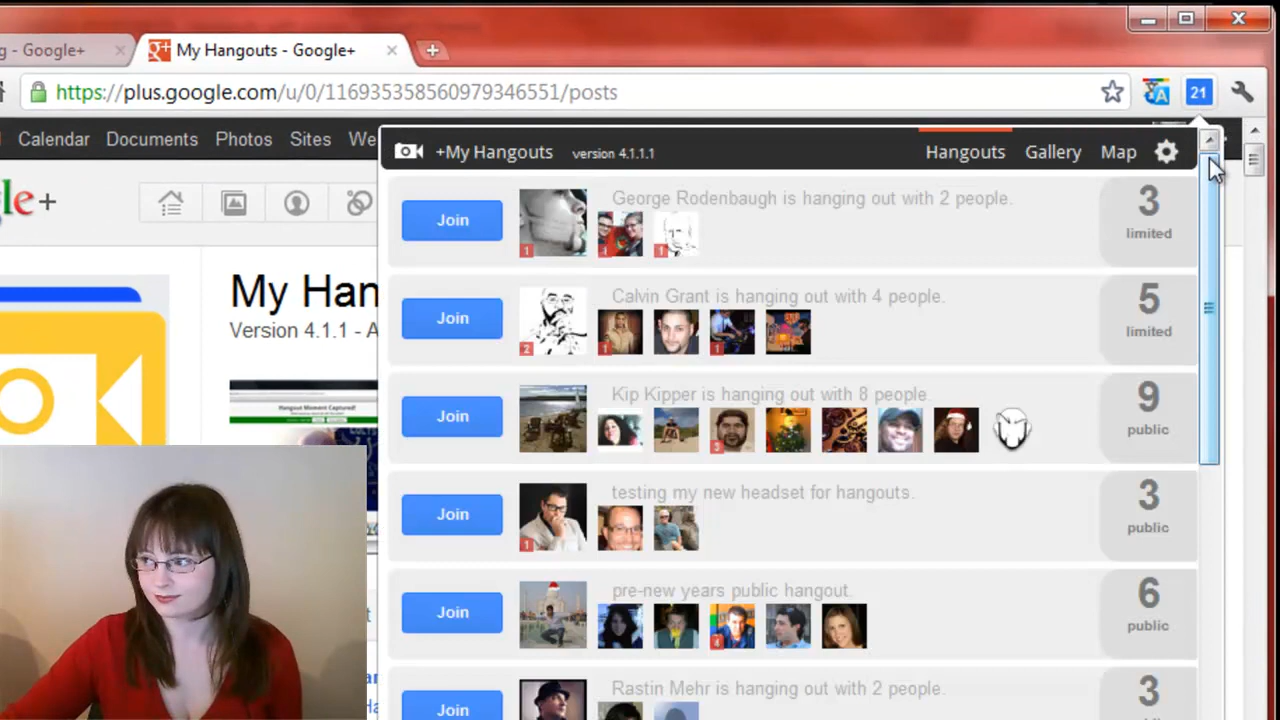 g - Google+
My Hangouts - Google+
https://plus.google.com/u/0/116935358560979346551/posts
21
Calendar Documents Photos Sites We
+My Hangouts version 4.1.1.1 Hangouts Gallery Map
le+
My Han
Version 4.1.1 - A
Hangout Moment Captured!
Join
George Rodenbaugh is hanging out with 2 people.
1 1 1
3
limited
Join
Calvin Grant is hanging out with 4 people.
2 1 1
5
limited
Join
Kip Kipper is hanging out with 8 people.
3
9
public
Join
testing my new headset for hangouts.
1
3
public
Join
pre-new years public hangout.
4
6
public
Join
Rastin Mehr is hanging out with 2 people.
3